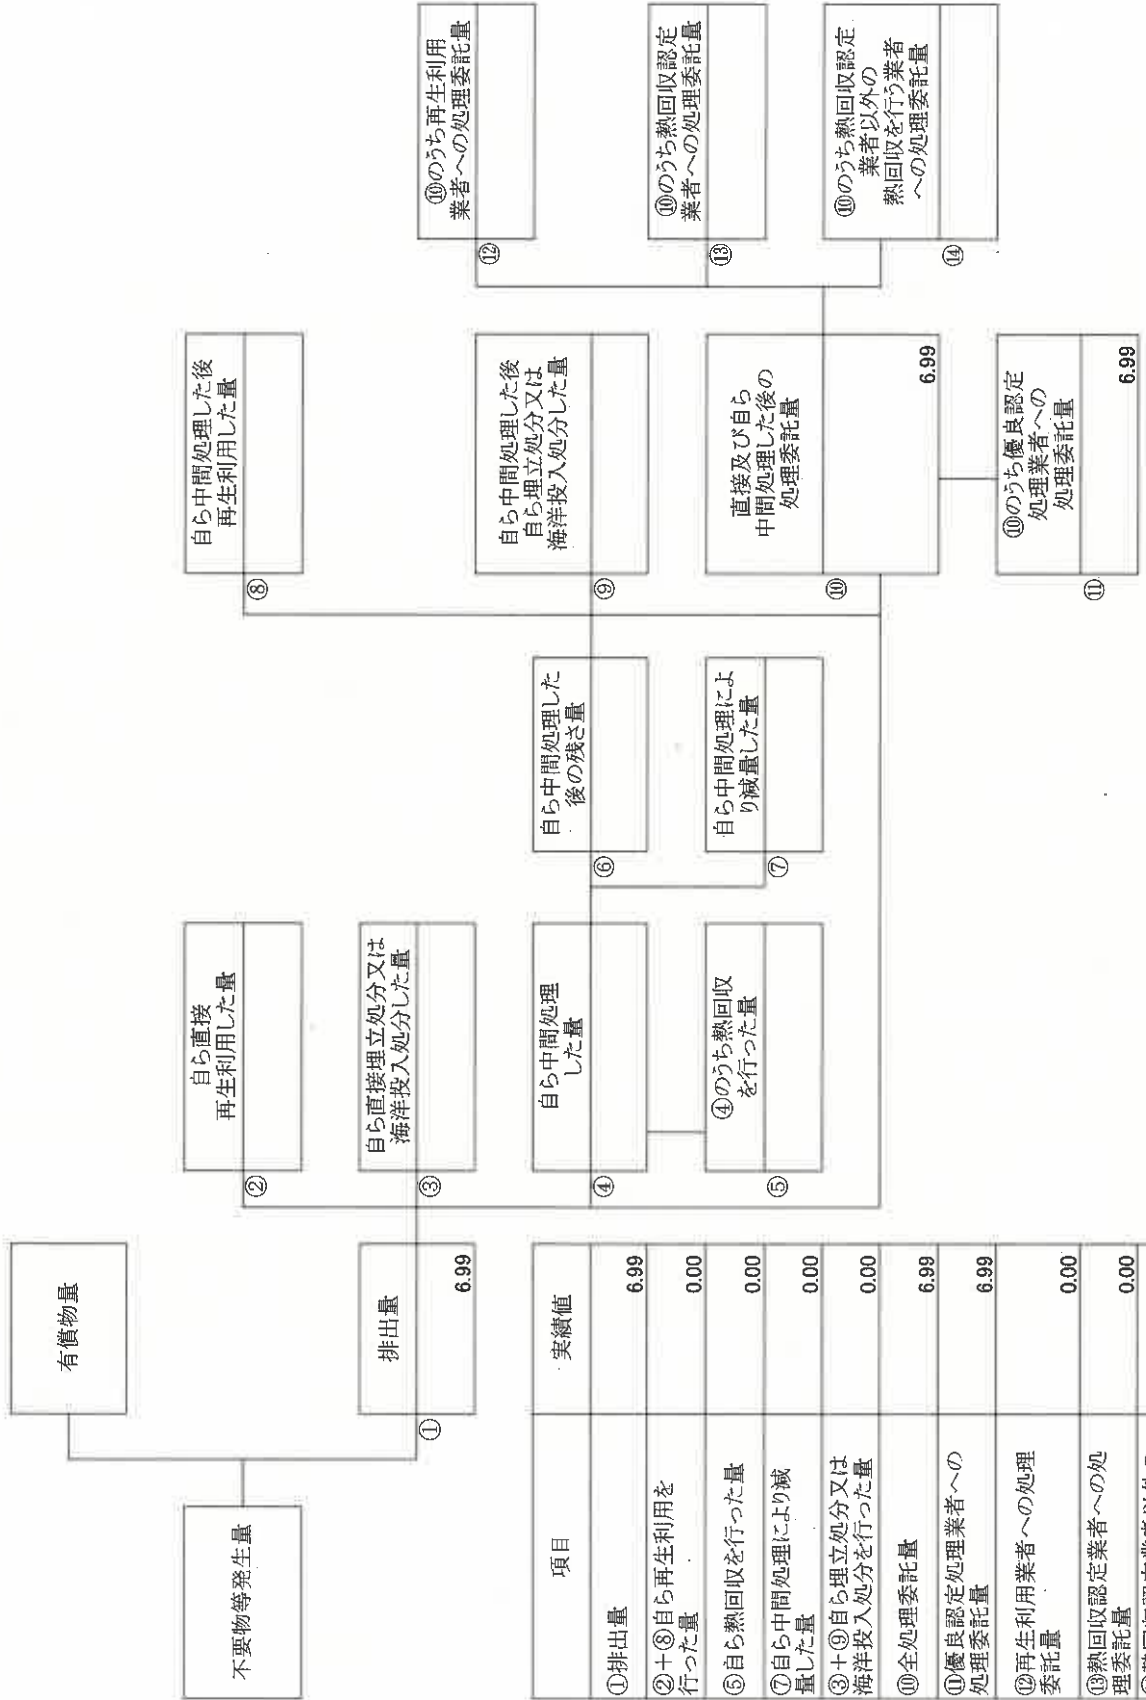 不要物等発生量
有償物量
排出量
①
6.99
自ら直接
再生利用した量
②
自ら直接埋立処分又は
海洋投入処分した量
③
自ら中間処理
した量
④
④のうち熱回収
を行った量
⑤
自ら中間処理した
後の残さ量
⑥
自ら中間処理によ
り減量した量
⑦
自ら中間処理した後
再生利用した量
⑧
自ら中間処理した後
自ら埋立処分又は
海洋投入処分した量
⑨
直接及び自ら
中間処理した後の
処理委託量
⑩
6.99
⑩のうち優良認定
処理業者への
処理委託量
⑪
6.99
⑩のうち再生利用
業者への処理委託量
⑫
⑩のうち熱回収認定
業者への処理委託量
⑬
⑩のうち熱回収認定
業者以外の
熱回収を行う業者
への処理委託量
⑭
項目
実績値
①排出量
6.99
②+⑧自ら再生利用を
行った量
0.00
⑤自ら熱回収を行った量
0.00
⑦自ら中間処理により減
量した量
0.00
③+⑨自ら埋立処分又は
海洋投入処分を行った量
0.00
⑩全処理委託量
6.99
⑪優良認定処理業者への
処理委託量
6.99
⑫再生利用業者への処理
委託量
0.00
⑬熱回収認定業者への処
理委託量
0.00